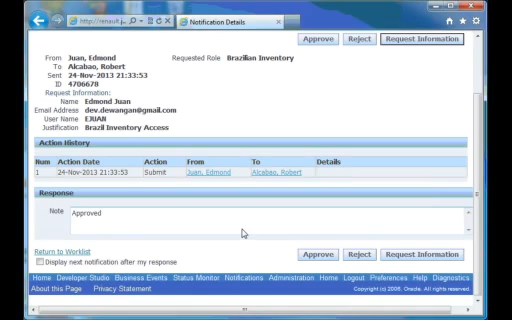 http://renault.j...
Notification Details
Approve Reject Request Information
From Juan, Edmond Requested Role Brazilian Inventory
To Alcabao, Robert
Sent 24-Nov-2013 21:33:53
ID 4706678
Request Information:
Name Edmond Juan
Email Address dev.dewangan@gmail.com
User Name EJUAN
Justification Brazil Inventory Access
Action History
Num Action Date Action From To Details
1 24-Nov-2013 21:33:53 Submit Juan, Edmond Alcabao, Robert
Response
Note Approved
Return to Worklist
Display next notification after my response
Approve Reject Request Information
Home Developer Studio Business Events Status Monitor Notifications Administration Home Logout Preferences Help Diagnostics
About this Page Privacy Statement Copyright (c) 2006, Oracle. All rights reserved.